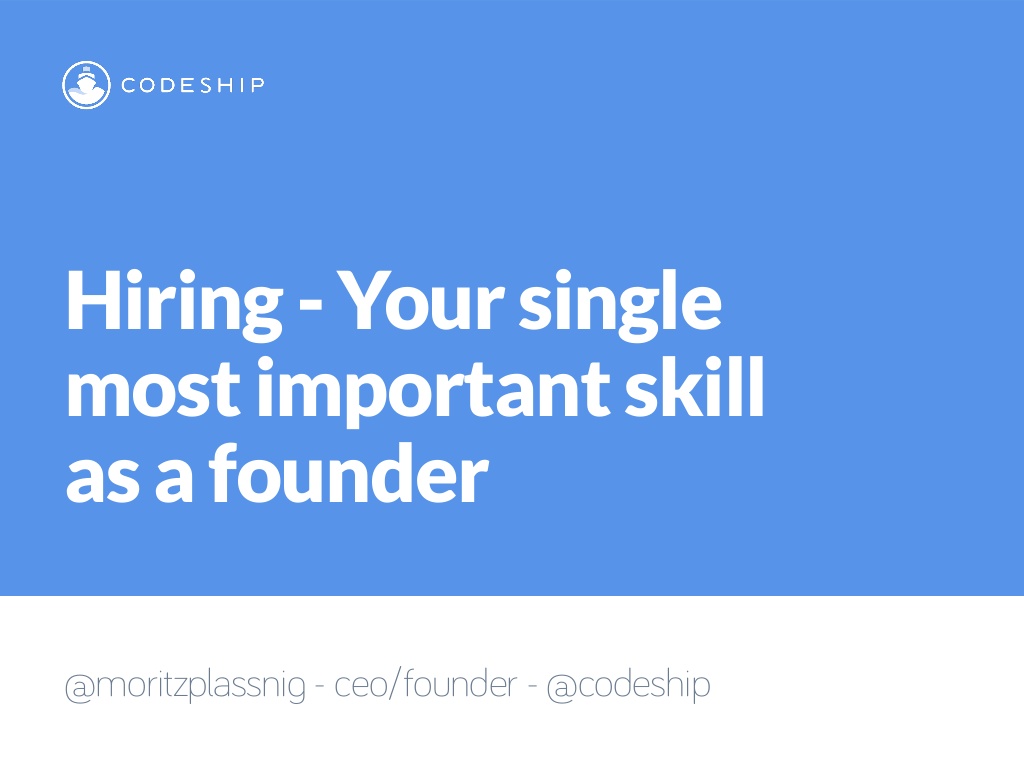 CODESHIP
Hiring - Your single
most important skill
as a founder
@moritzplassnig - ceo/founder - @codeship